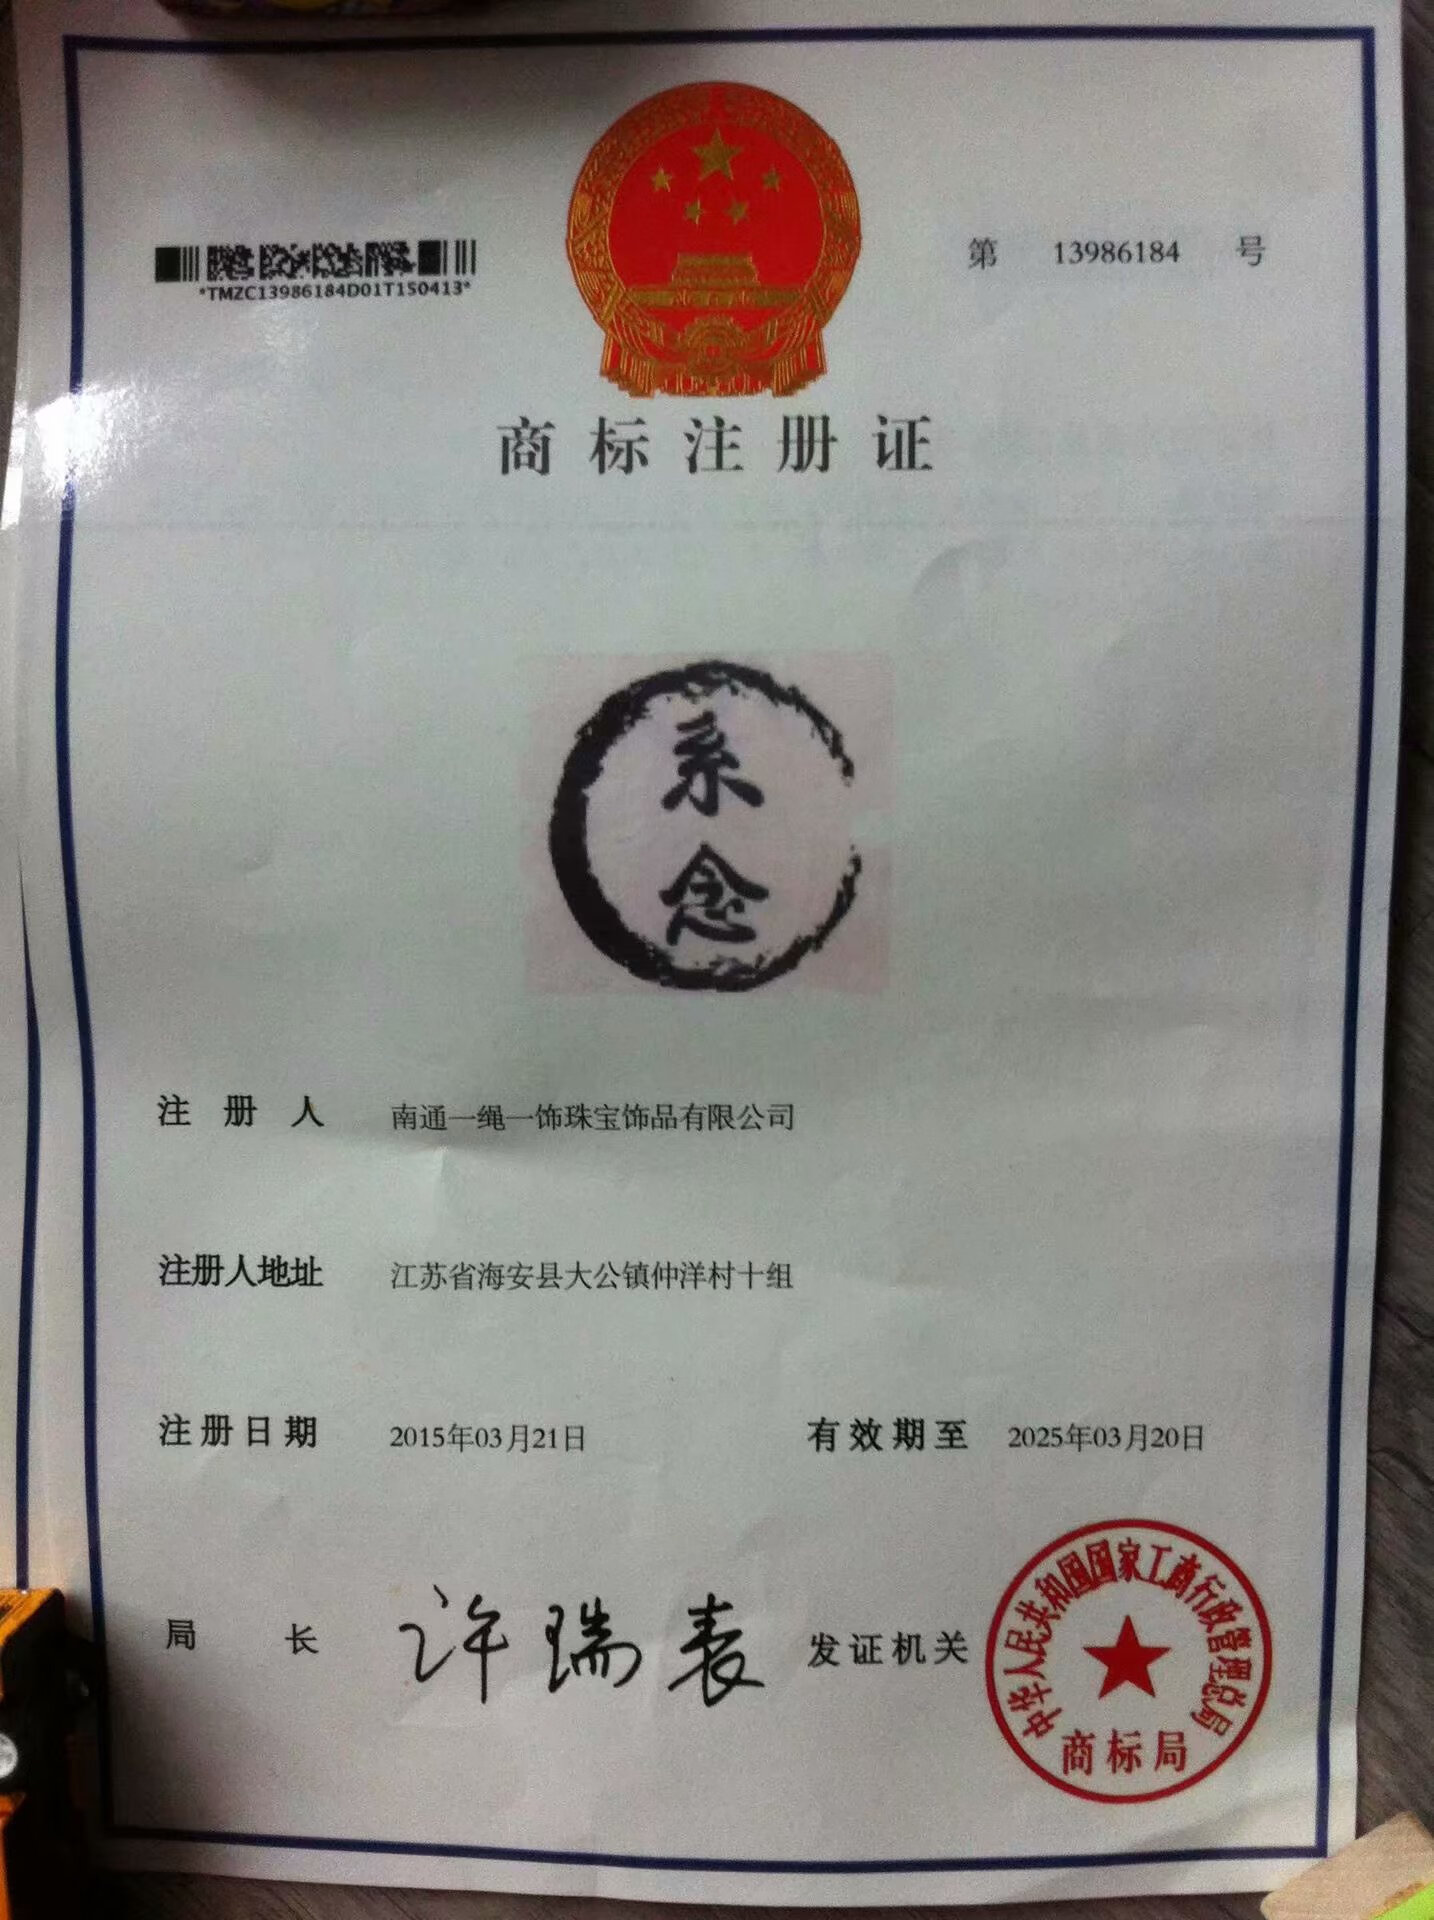 *TMZC13986184D01T150413*
第 13986184 号
商标注册证
系
念
注册人 南通一绳一饰珠宝饰品有限公司
注册人地址 江苏省海安县大公镇仲洋村十组
注册日期 2015年03月21日 有效期至 2025年03月20日
局长 许瑞表 发证机关
中华人民共和国国家工商行政管理总局
商标局